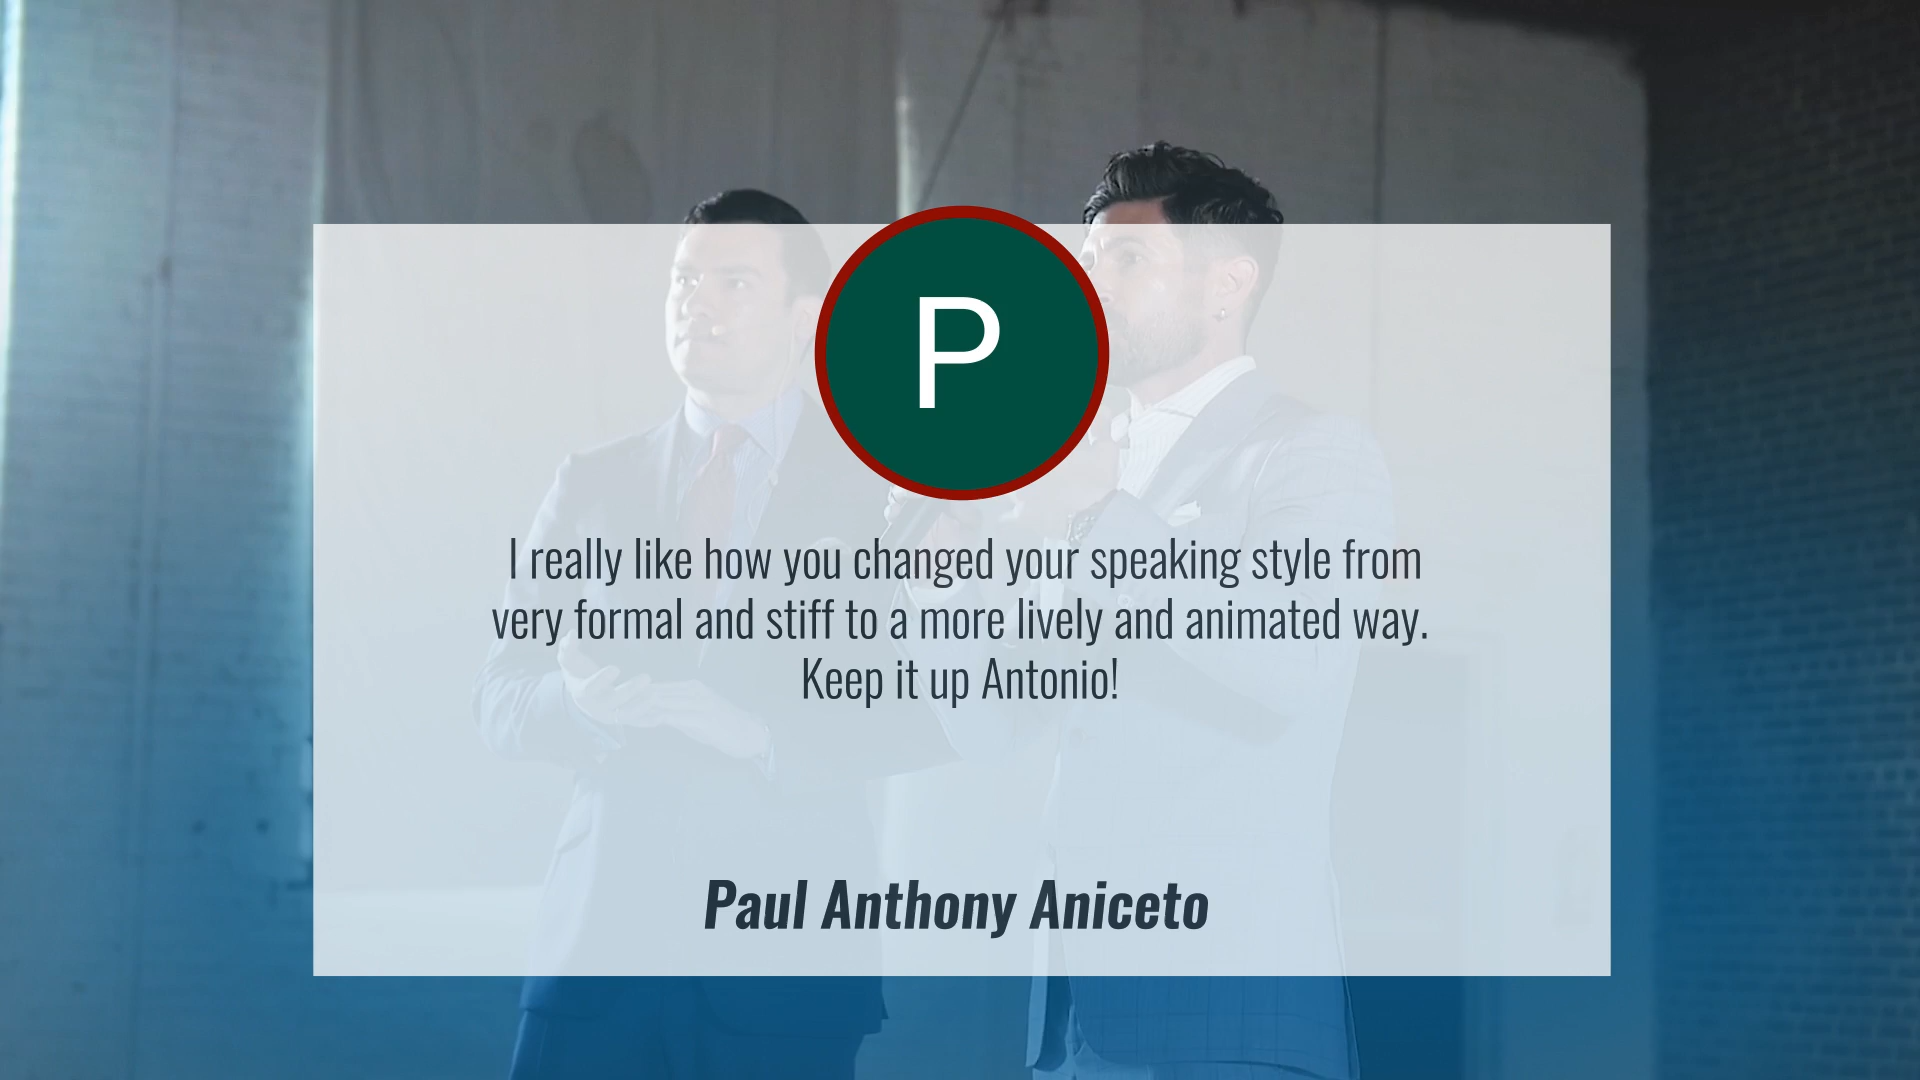 P
I really like how you changed your speaking style from
very formal and stiff to a more lively and animated way.
Keep it up Antonio!
Paul Anthony Aniceto